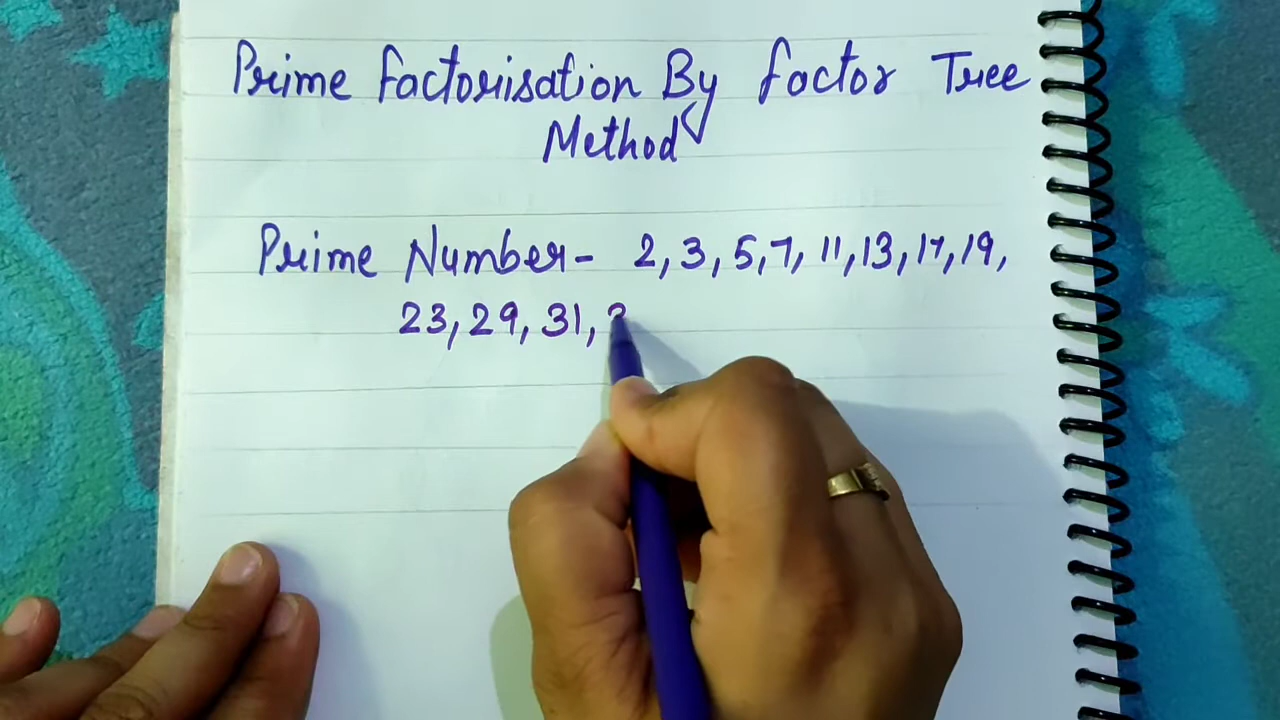 Prime Factorisation By factor Tree
Method
Prime Number- 2, 3, 5, 7, 11, 13, 17, 19,
23, 29, 31,